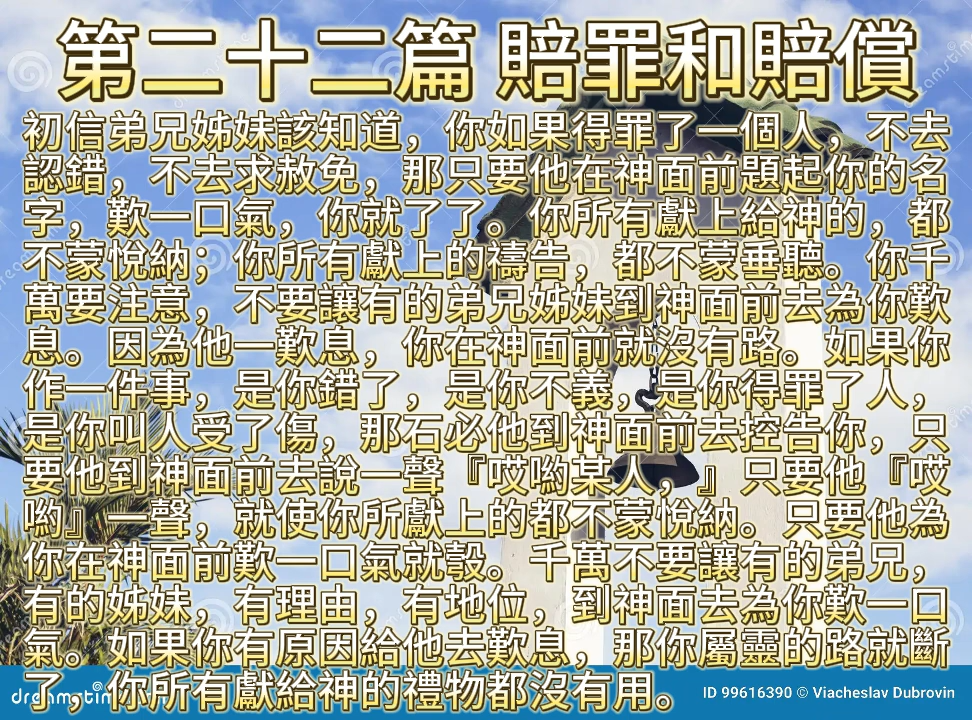 第二十二篇 賠罪和賠償
初信弟兄姊妹該知道，你如果得罪了一個人，不去
認錯，不去求赦免，那只要他在神面前題起你的名
字，歎一口氣，你就了了。你所有獻上給神的，都
不蒙悅納；你所有獻上的禱告，都不蒙垂聽。你千
萬要注意，不要讓有的弟兄姊妹到神面前去為你歎
息。因為他一歎息，你在神面前就沒有路。如果你
作一件事，是你錯了，是你不義，是你得罪了人，
是你叫人受了傷，那石必他到神面前去控告你，只
要他到神面前去說一聲『哎喲某人，』只要他『哎
喲』一聲，就使你所獻上的都不蒙悅納。只要他為
你在神面前歎一口氣就彀。千萬不要讓有的弟兄，
有的姊妹，有理由，有地位，到神面去為你歎一口
氣。如果你有原因給他去歎息，那你屬靈的路就斷
了，你所有獻給神的禮物都沒有用。
ID 99616390 © Viacheslav Dubrovin